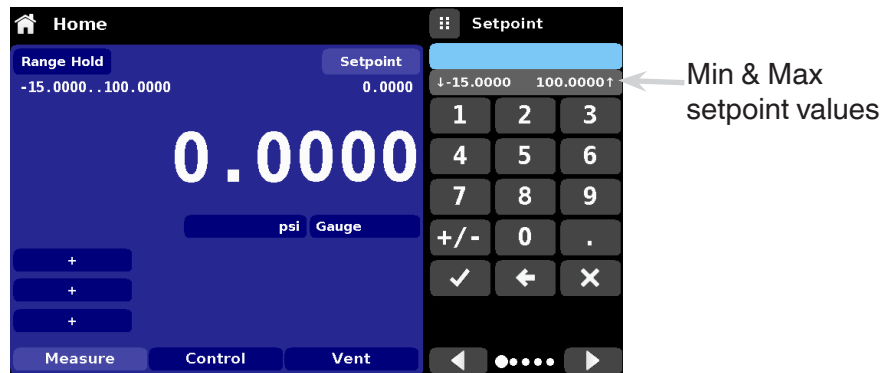 Home
Range Hold
Setpoint
-15.0000..100.0000
0.0000
0.0000
psi
Gauge
+
+
+
Measure
Control
Vent
Setpoint
↓-15.0000 100.0000↑
1 2 3
4 5 6
7 8 9
+/- 0 .
Min & Max
setpoint values